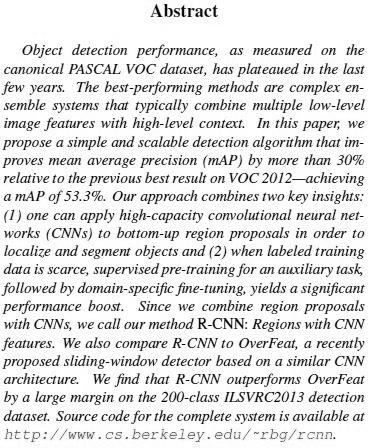 Abstract
Object detection performance, as measured on the
canonical PASCAL VOC dataset, has plateaued in the last
few years. The best-performing methods are complex en-
semble systems that typically combine multiple low-level
image features with high-level context. In this paper, we
propose a simple and scalable detection algorithm that im-
proves mean average precision (mAP) by more than 30%
relative to the previous best result on VOC 2012—achieving
a mAP of 53.3%. Our approach combines two key insights:
(1) one can apply high-capacity convolutional neural net-
works (CNNs) to bottom-up region proposals in order to
localize and segment objects and (2) when labeled training
data is scarce, supervised pre-training for an auxiliary task,
followed by domain-specific fine-tuning, yields a significant
performance boost. Since we combine region proposals
with CNNs, we call our method R-CNN: Regions with CNN
features. We also compare R-CNN to OverFeat, a recently
proposed sliding-window detector based on a similar CNN
architecture. We find that R-CNN outperforms OverFeat
by a large margin on the 200-class ILSVRC2013 detection
dataset. Source code for the complete system is available at
http://www.cs.berkeley.edu/~rbg/rcnn.